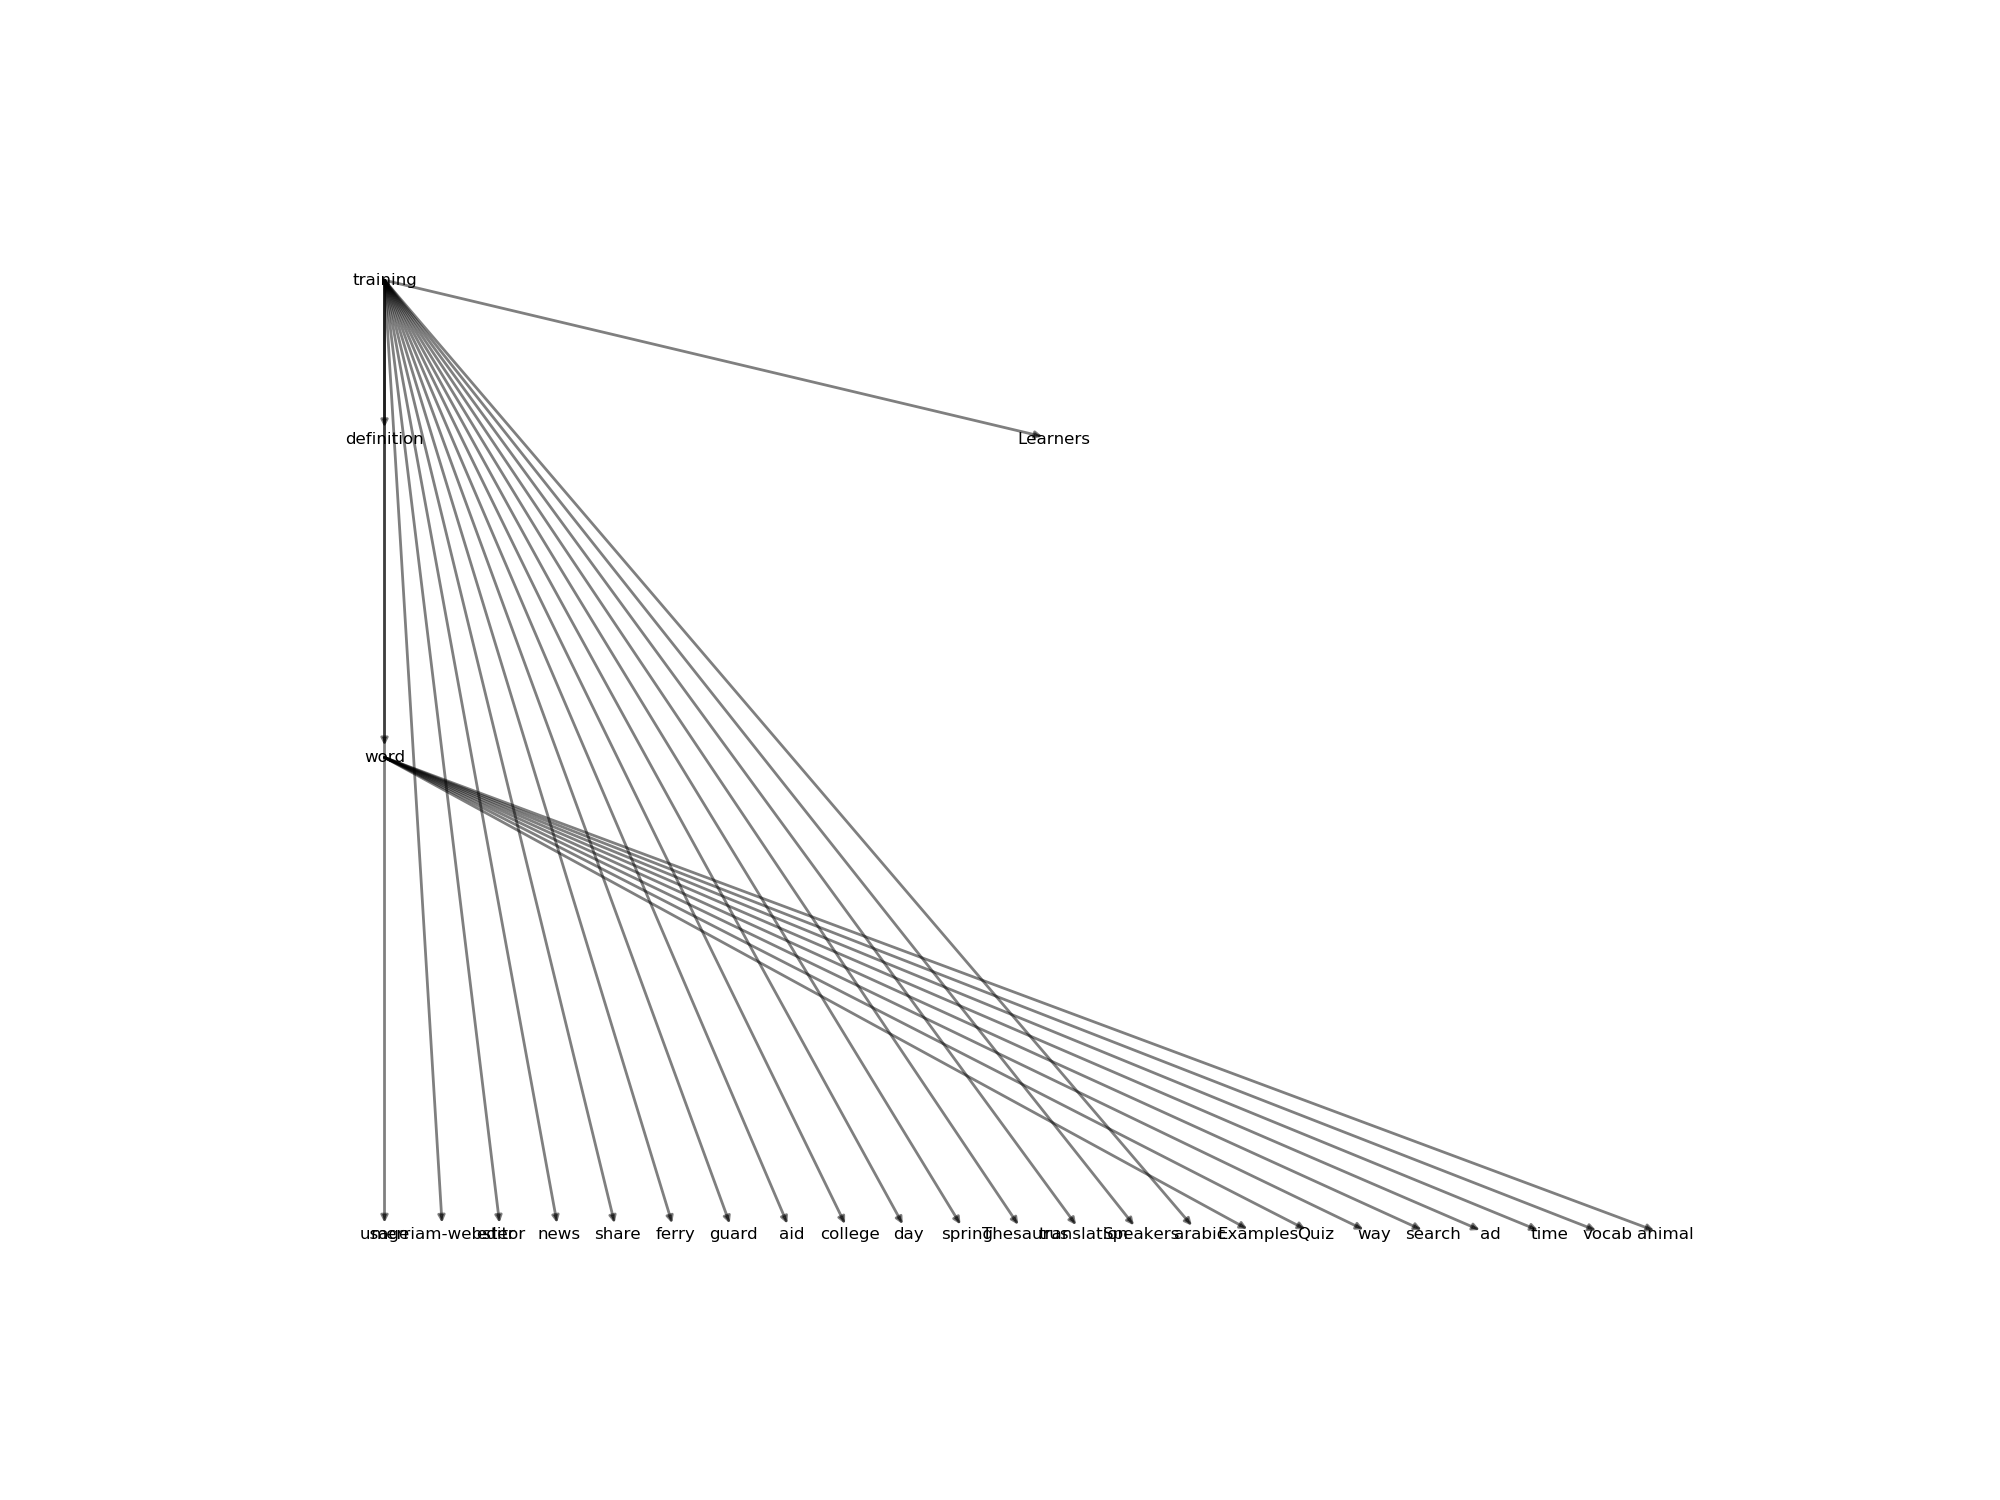 training
definition Learners
word
usage merriam-webster editor news share ferry guard aid college day spring Thesaurus translation Speakers arabic Examples Quiz way search ad time vocab animal